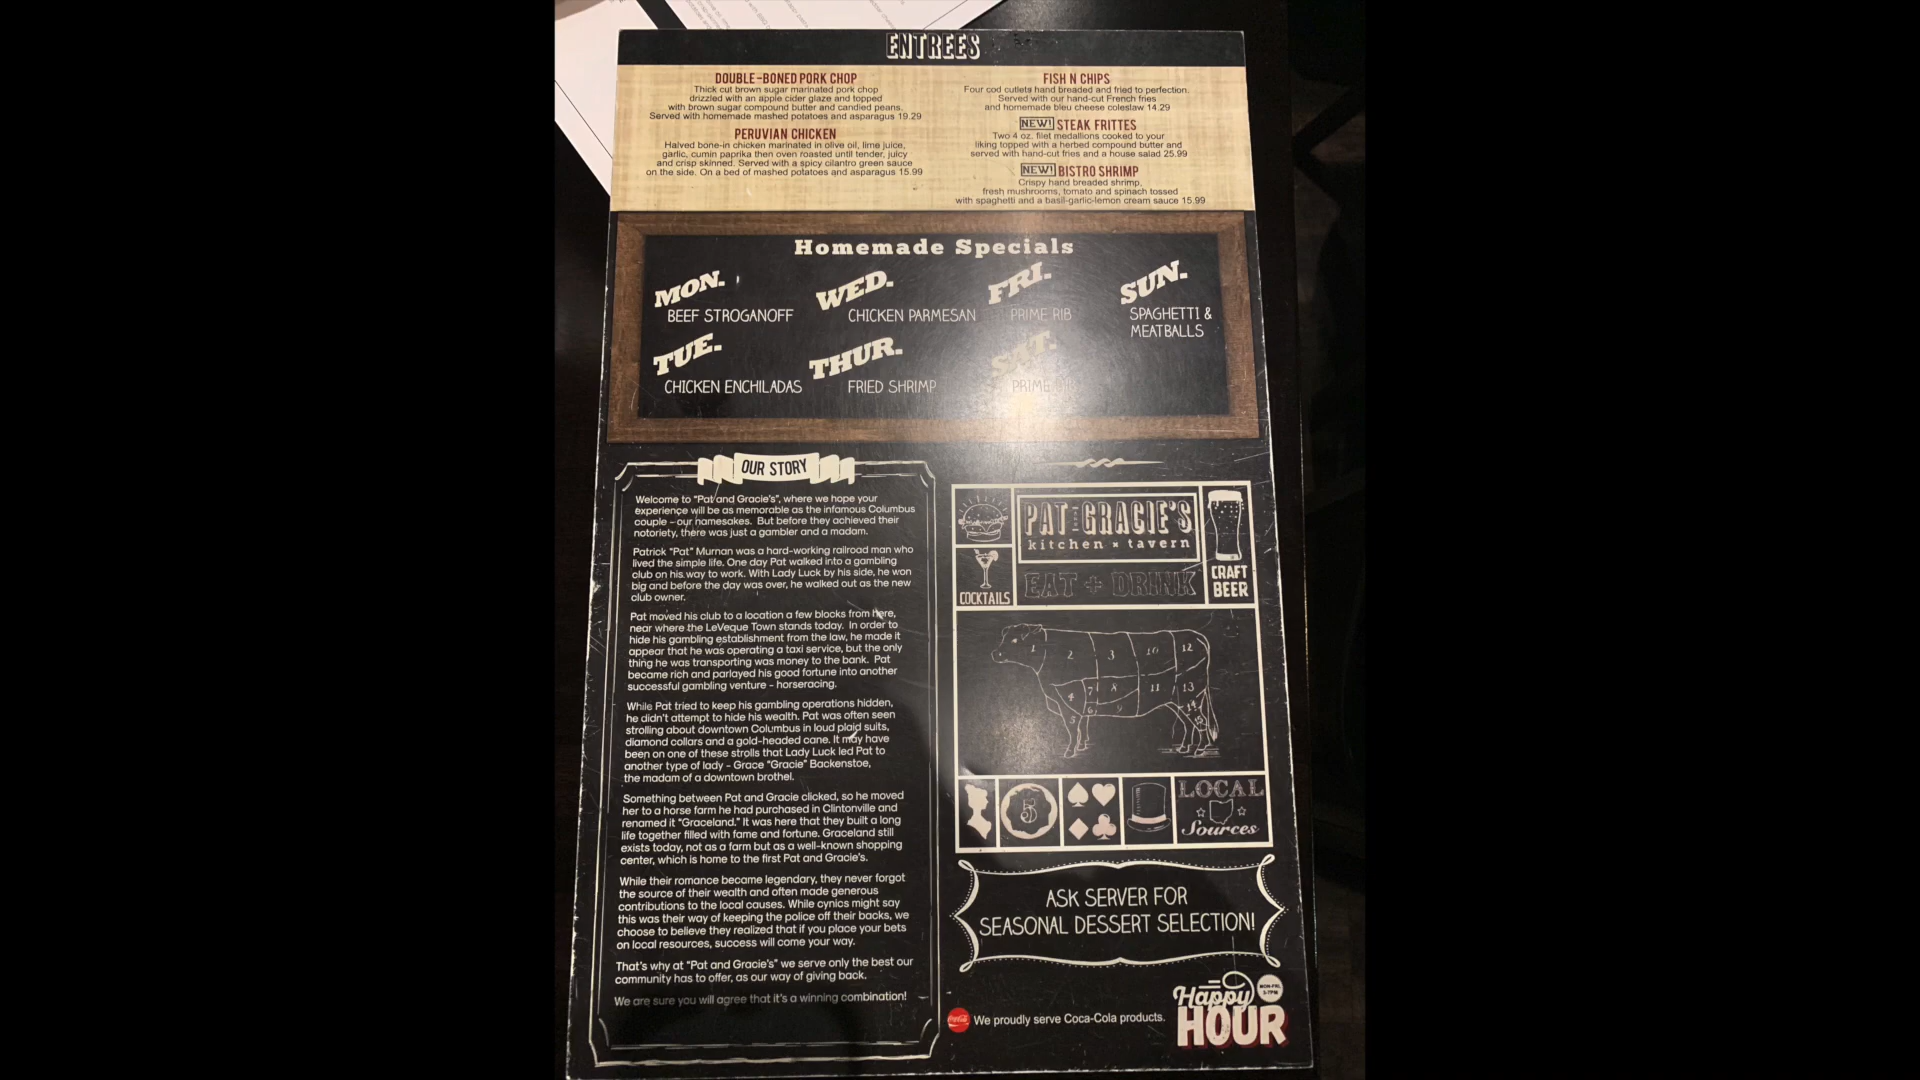 ENTREES
DOUBLE-BONED PORK CHOP
Thick cut brown sugar marinated pork chop
drizzled with an apple cider glaze and topped
with brown sugar compound butter and candied peans.
Served with homemade mashed potatoes and asparagus 19.29
PERUVIAN CHICKEN
Halved bone-in chicken marinated in olive oil, lime juice,
garlic, cumin paprika then oven roasted until tender, juicy
and crisp skinned. Served with a spicy cilantro green sauce
on the side. On a bed of mashed potatoes and asparagus 15.99
FISH N CHIPS
Four cod cutlets hand breaded and fried to perfection.
Served with our hand-cut French fries
and homemade bleu cheese coleslaw 14.29
NEW! STEAK FRITTES
Two 4 oz. filet medallions cooked to your
liking topped with a herbed compound butter and
served with hand-cut fries and a house salad 25.99
NEW! BISTRO SHRIMP
Crispy hand breaded shrimp,
fresh mushrooms, tomato and spinach tossed
with spaghetti and a basil-garlic-lemon cream sauce 15.99
Homemade Specials
MON.
BEEF STROGANOFF
TUE.
CHICKEN ENCHILADAS
WED.
CHICKEN PARMESAN
THUR.
FRIED SHRIMP
FRI.
PRIME RIB
SAT.
PRIME RIB
SUN.
SPAGHETTI &
MEATBALLS
OUR STORY
Welcome to "Pat and Gracie's", where we hope your
experience will be as memorable as the infamous Columbus
couple – our namesakes. But before they achieved their
notoriety, there was just a gambler and a madam.
Patrick "Pat" Murnan was a hard-working railroad man who
lived the simple life. One day Pat walked into a gambling
club on his way to work. With Lady Luck by his side, he won
big and before the day was over, he walked out as the new
club owner.
Pat moved his club to a location a few blocks from here,
near where the LeVeque Town stands today. In order to
hide his gambling establishment from the law, he made it
appear that he was operating a taxi service, but the only
thing he was transporting was money to the bank. Pat
became rich and parlayed his good fortune into another
successful gambling venture – horseracing.
While Pat tried to keep his gambling operations hidden,
he didn't attempt to hide his wealth. Pat was often seen
strolling about downtown Columbus in loud plaid suits,
diamond collars and a gold-headed cane. It may have
been on one of these strolls that Lady Luck led Pat to
another type of lady – Grace "Gracie" Backenstoe,
the madam of a downtown brothel.
Something between Pat and Gracie clicked, so he moved
her to a horse farm he had purchased in Clintonville and
renamed it "Graceland." It was here that they built a long
life together filled with fame and fortune. Graceland still
exists today, not as a farm but as a well-known shopping
center, which is home to the first Pat and Gracie's.
While their romance became legendary, they never forgot
the source of their wealth and often made generous
contributions to the local causes. While cynics might say
this was their way of keeping the police off their backs, we
choose to believe they realized that if you place your bets
on local resources, success will come your way.
That's why at "Pat and Gracie's" we serve only the best our
community has to offer, as our way of giving back.
We are sure you will agree that it's a winning combination!
PAT AND GRACIE'S
kitchen × tavern
EAT + DRINK
COCKTAILS
CRAFT
BEER
1 2 3 10 12
4 7 8 11 13
5 6 9 14 15
5
LOCAL
Sources
ASK SERVER FOR
SEASONAL DESSERT SELECTION!
Coca-Cola
We proudly serve Coca-Cola products.
Happy
HOUR
MON-FRI,
3-7PM